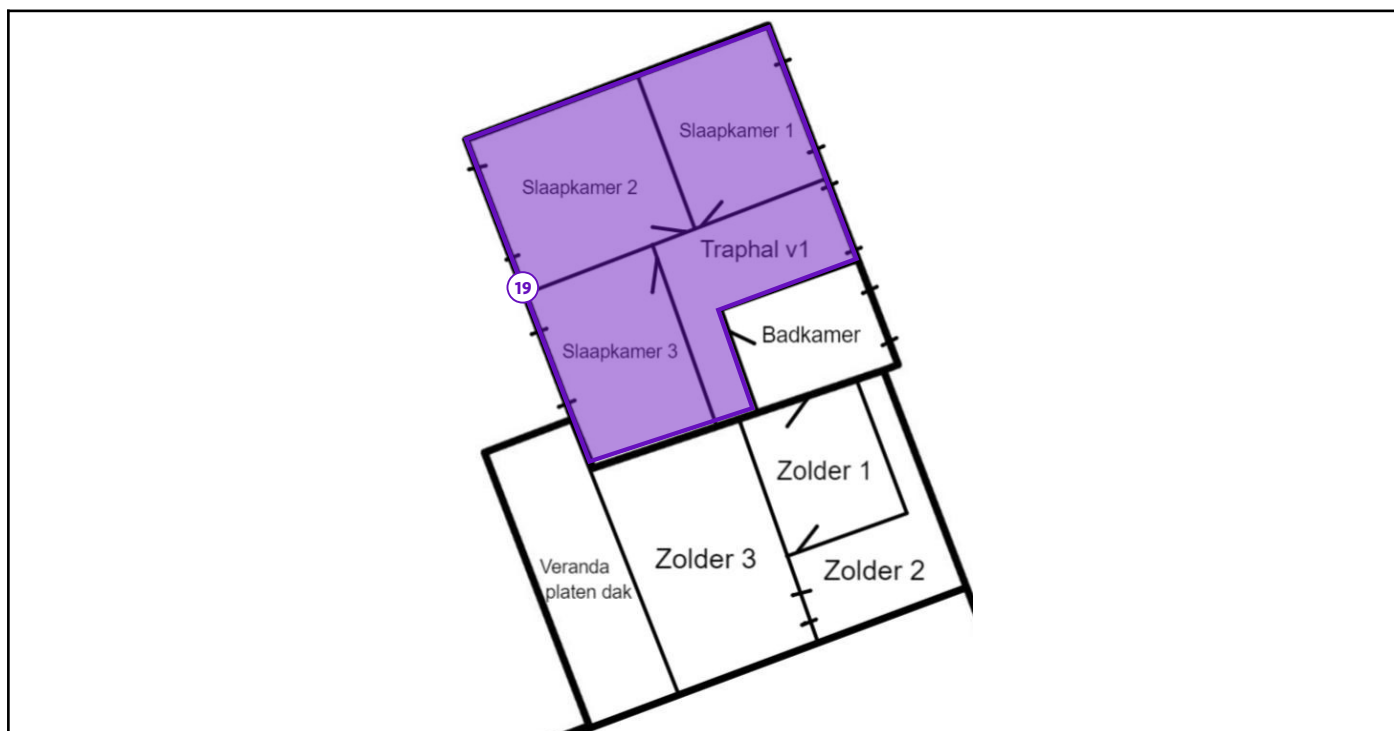 Slaapkamer 1
Slaapkamer 2
Traphal v1
19
Slaapkamer 3
Badkamer
Zolder 1
Zolder 3
Zolder 2
Veranda
platen dak